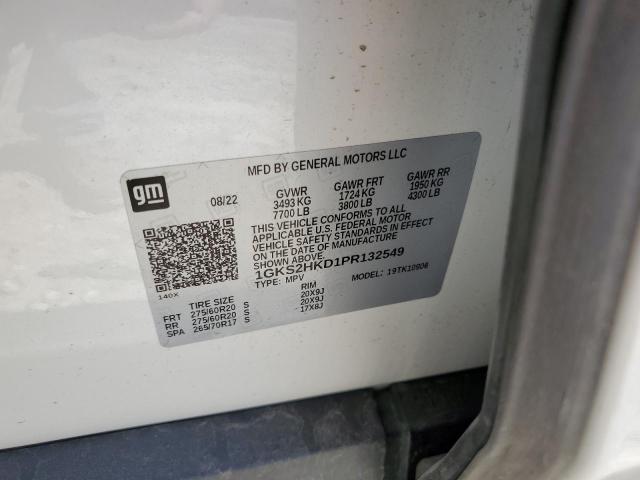 MFD BY GENERAL MOTORS LLC
gm
08/22 GVWR GAWR FRT GAWR RR
3493 KG 1724 KG 1950 KG
7700 LB 3800 LB 4300 LB
THIS VEHICLE CONFORMS TO ALL
APPLICABLE U.S. FEDERAL MOTOR
VEHICLE SAFETY STANDARDS IN EFFECT
ON THE DATE OF MANUFACTURE
SHOWN ABOVE.
1GKS2HKD1PR132549
TYPE: MPV MODEL: 19TK10906
140X
TIRE SIZE RIM
FRT 275/60R20 S 20X9J
RR 275/60R20 S 20X9J
SPA 265/70R17 S 17X8J